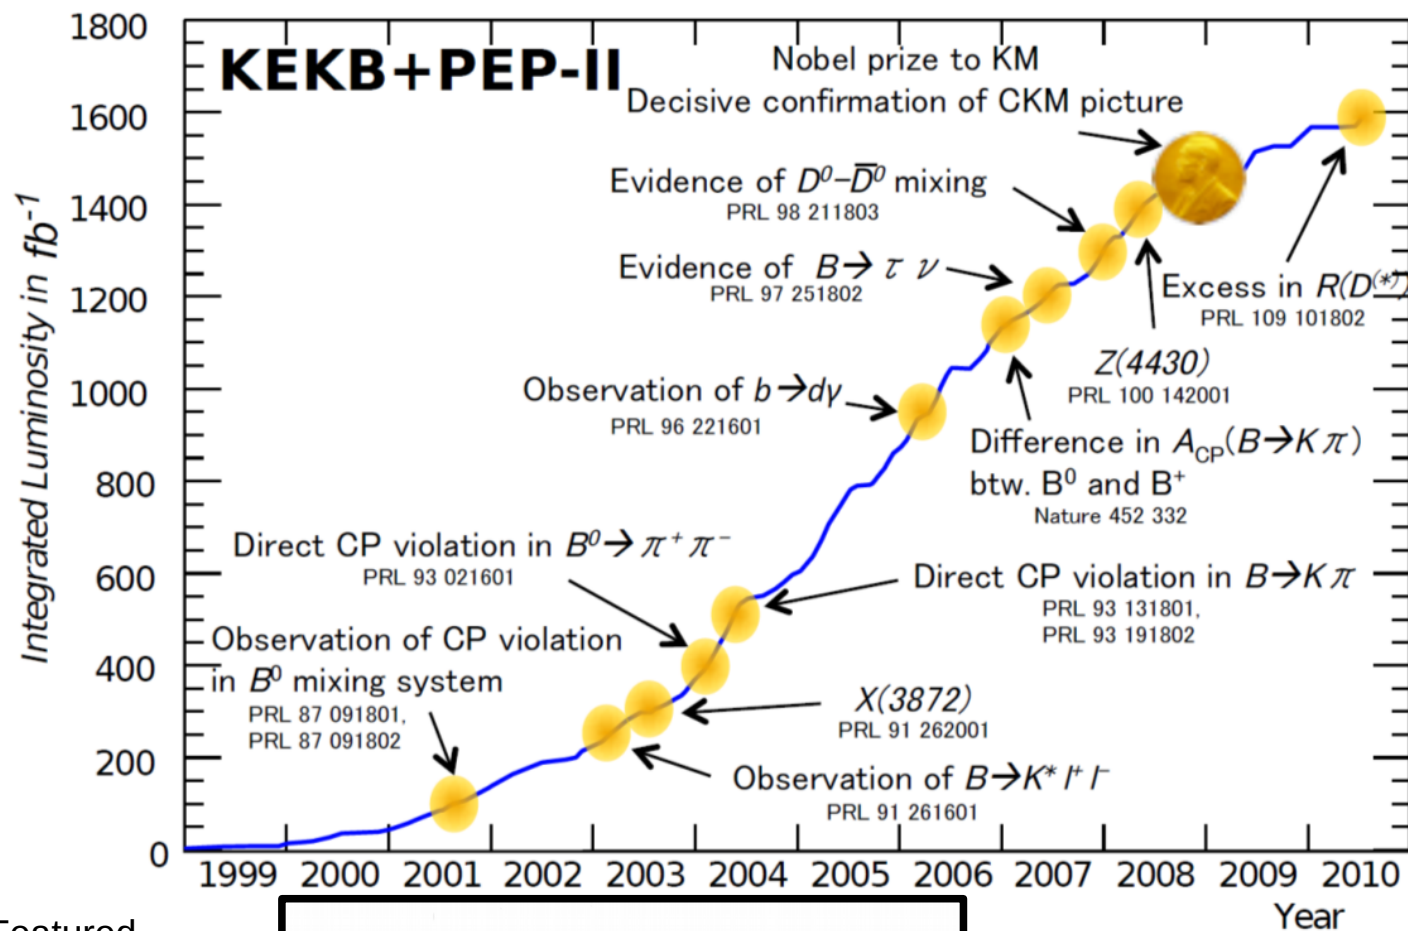 KEKB+PEP-II
Nobel prize to KM
Decisive confirmation of CKM picture
Evidence of D⁰–D̅⁰ mixing
PRL 98 211803
Evidence of B→ τ ν
PRL 97 251802
Excess in R(D⁽*⁾)
PRL 109 101802
Z(4430)
PRL 100 142001
Observation of b→dγ
PRL 96 221601
Difference in A_CP(B→Kπ)
btw. B⁰ and B⁺
Nature 452 332
Direct CP violation in B⁰→ π⁺π⁻
PRL 93 021601
Direct CP violation in B→Kπ
PRL 93 131801,
PRL 93 191802
Observation of CP violation
in B⁰ mixing system
PRL 87 091801,
PRL 87 091802
X(3872)
PRL 91 262001
Observation of B→K* l⁺ l⁻
PRL 91 261601
Integrated Luminosity in fb⁻¹
1800
1600
1400
1200
1000
800
600
400
200
0
1999 2000 2001 2002 2003 2004 2005 2006 2007 2008 2009 2010
Year
Featured